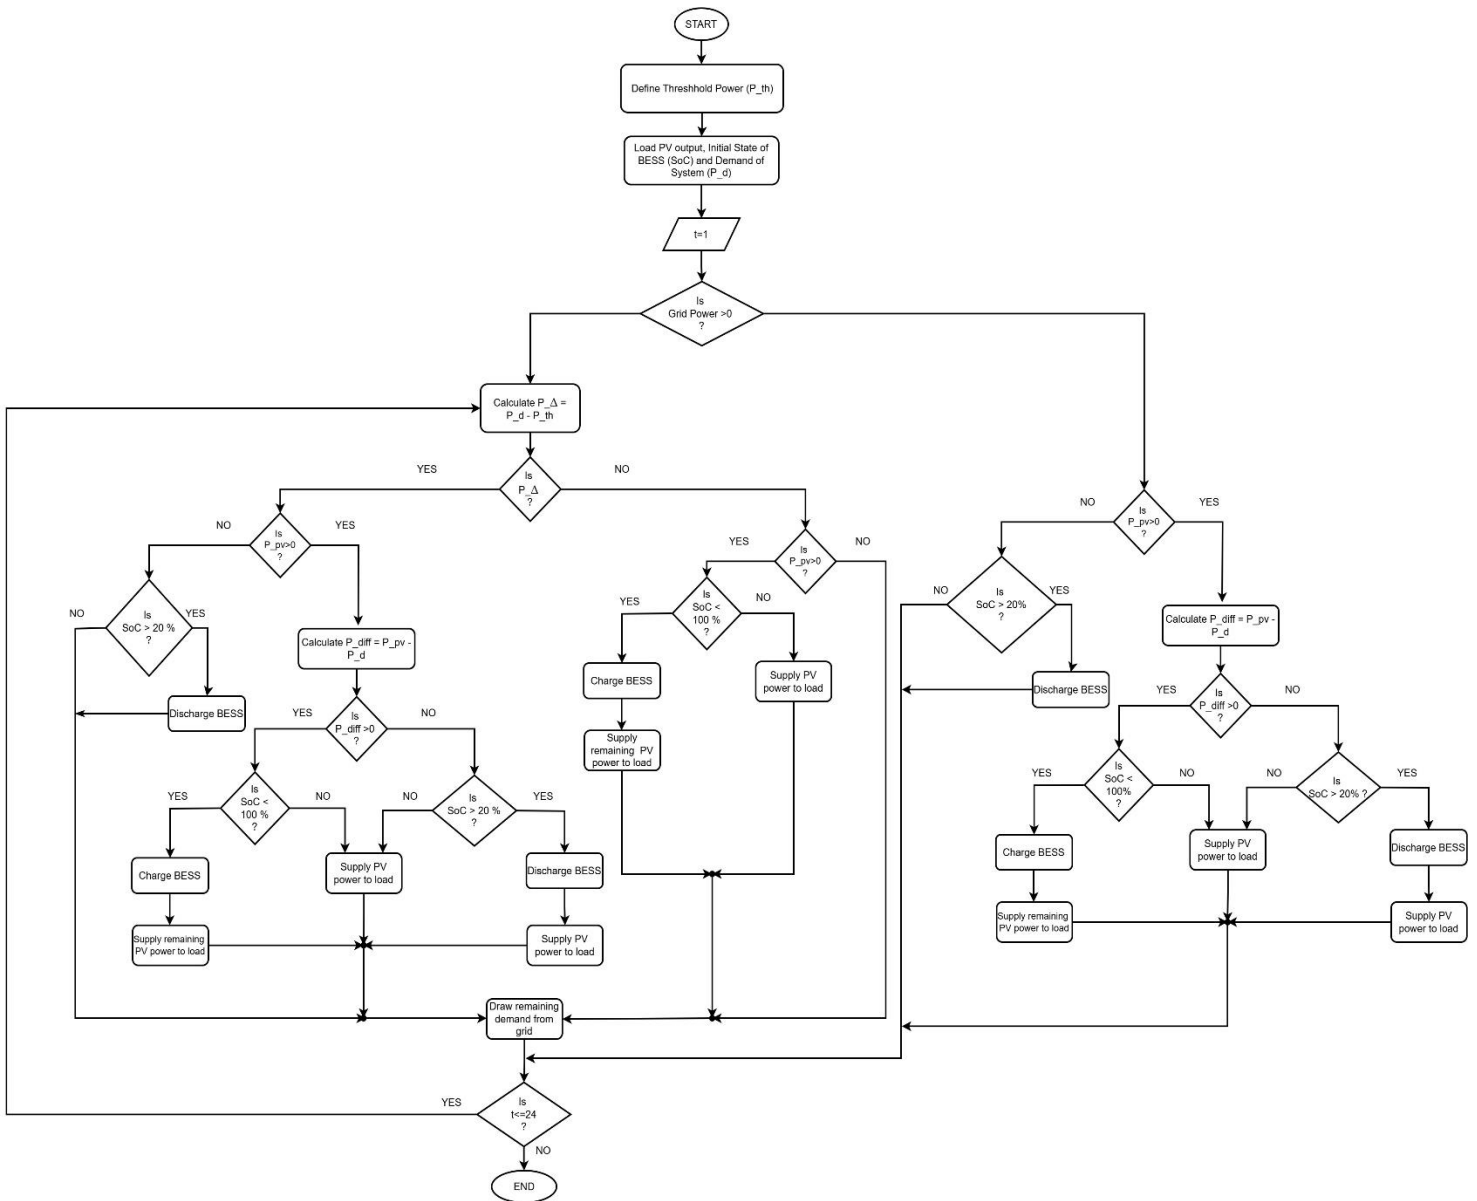 START
Define Threshhold Power (P_th)
Load PV output, Initial State of
BESS (SoC) and Demand of
System (P_d)
t=1
Is
Grid Power >0
?
Calculate P_Δ =
P_d - P_th
YES
Is
P_Δ
?
NO
NO
Is
P_pv>0
?
YES
NO
Is
SoC > 20 %
?
YES
Discharge BESS
Calculate P_diff = P_pv -
P_d
YES
Is
P_diff >0
?
NO
YES
Is
SoC <
100 %
?
NO
NO
Is
SoC > 20 %
?
YES
Charge BESS
Supply PV
power to load
Discharge BESS
Supply remaining
PV power to load
Supply PV
power to load
YES
Is
P_pv>0
?
NO
YES
Is
SoC <
100 %
?
NO
Charge BESS
Supply PV
power to load
Supply
remaining PV
power to load
NO
Is
P_pv>0
?
YES
NO
Is
SoC > 20%
?
YES
Discharge BESS
Calculate P_diff = P_pv -
P_d
YES
Is
P_diff >0
?
NO
YES
Is
SoC <
100%
?
NO
NO
Is
SoC > 20% ?
YES
Charge BESS
Supply PV
power to load
Discharge BESS
Supply remaining
PV power to load
Supply PV
power to load
Draw remaining
demand from
grid
YES
Is
t<=24
?
NO
END